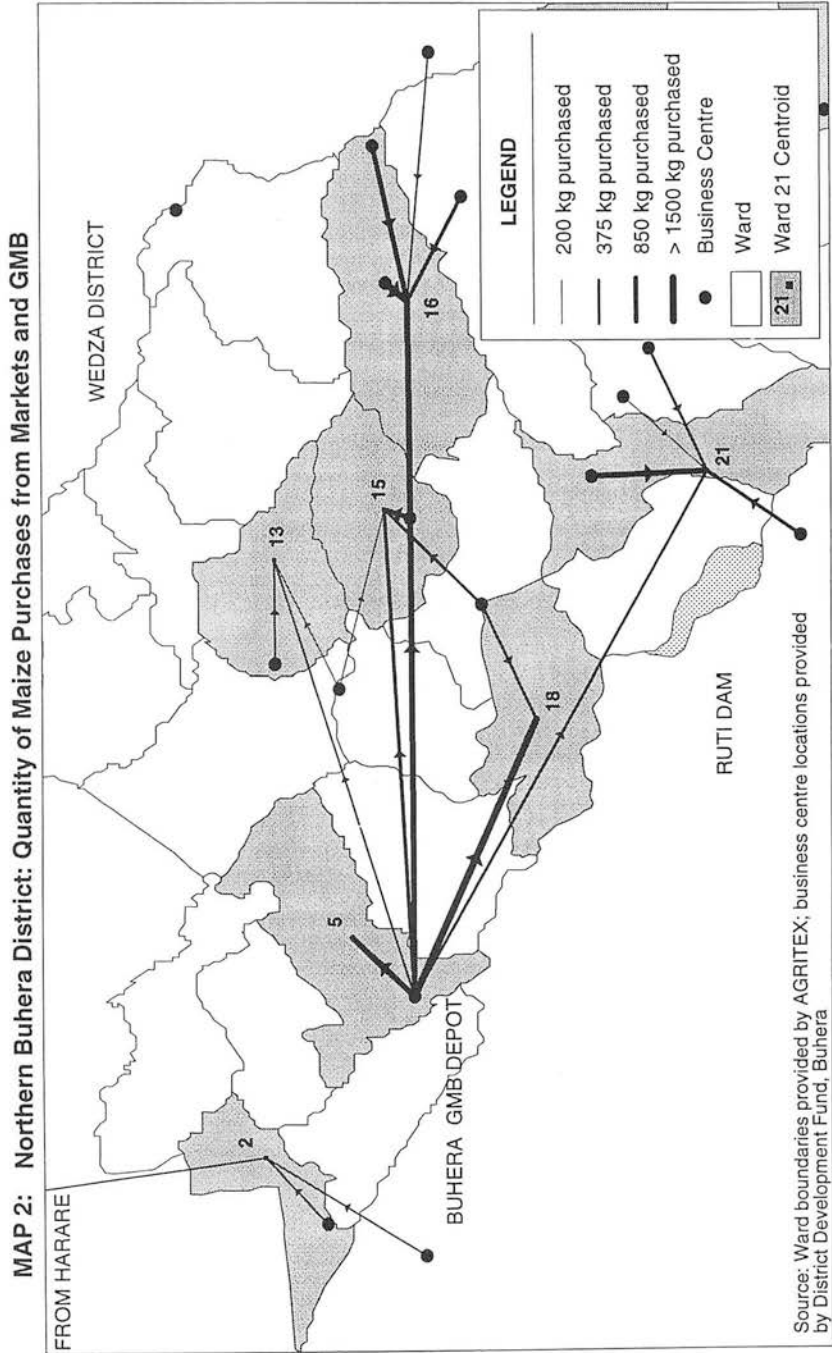 MAP 2: Northern Buhera District: Quantity of Maize Purchases from Markets and GMB
FROM HARARE
WEDZA DISTRICT
2
5
13
15
16
BUHERA GMB DEPOT
18
21
RUTI DAM
LEGEND
200 kg purchased
375 kg purchased
850 kg purchased
> 1500 kg purchased
Business Centre
Ward
21 Ward 21 Centroid
Source: Ward boundaries provided by AGRITEX; business centre locations provided
by District Development Fund, Buhera